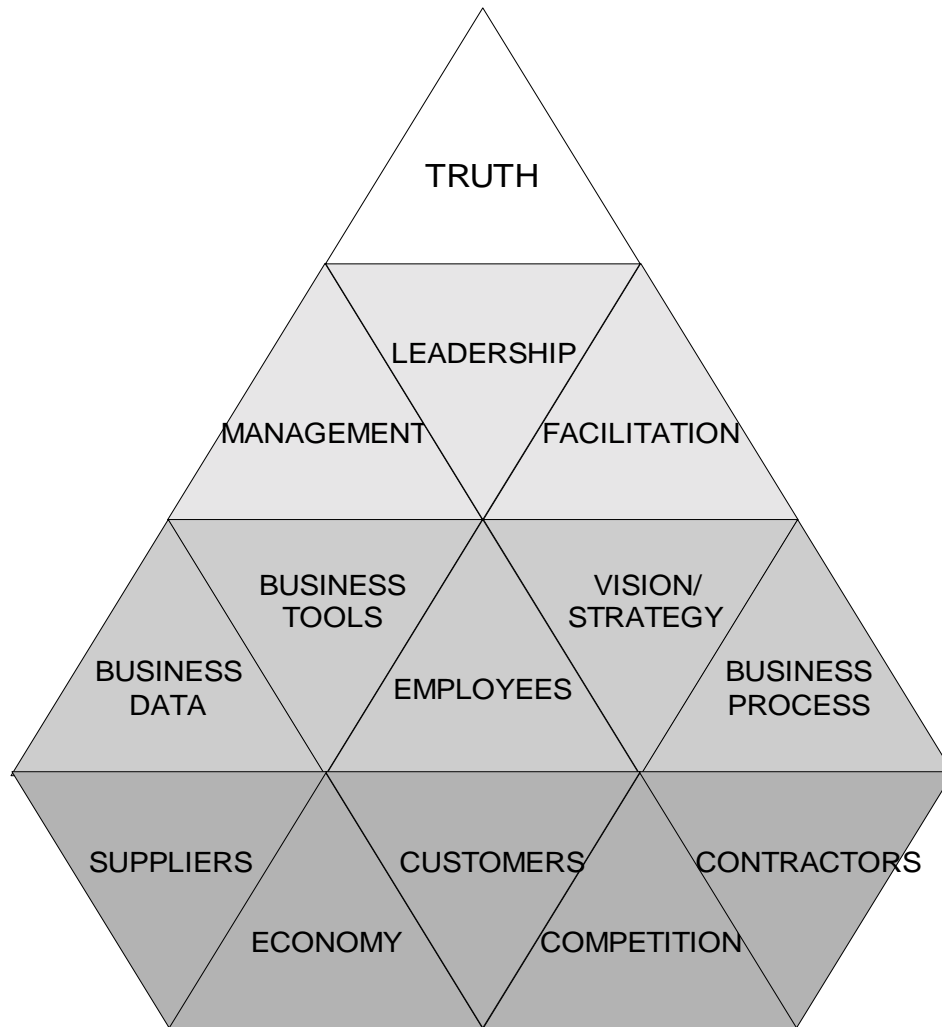 TRUTH
LEADERSHIP
MANAGEMENT
FACILITATION
BUSINESS
TOOLS
VISION/
STRATEGY
BUSINESS
DATA
EMPLOYEES
BUSINESS
PROCESS
SUPPLIERS
CUSTOMERS
CONTRACTORS
ECONOMY
COMPETITION